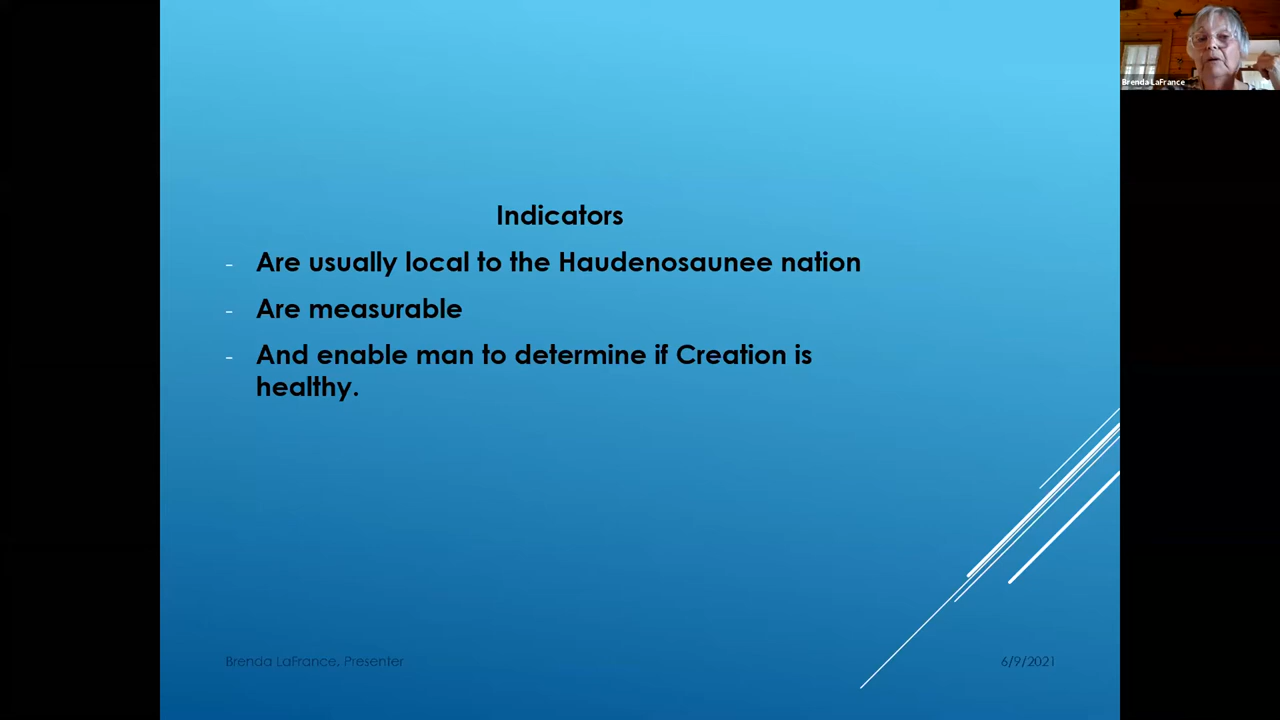 Brenda LaFrance
Indicators
- Are usually local to the Haudenosaunee nation
- Are measurable
- And enable man to determine if Creation is
healthy.
Brenda LaFrance, Presenter
6/9/2021